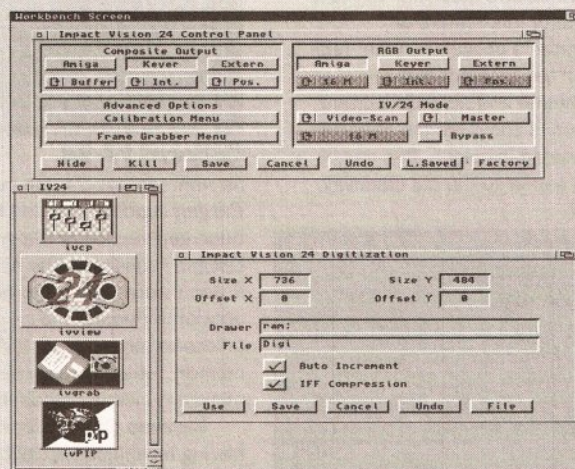 Workbench Screen
Impact Vision 24 Control Panel
Composite Output
Amiga Keyer Extern
Buffer Int. Pos.
RGB Output
Amiga Keyer Extern
16 M Int. Pos.
Advanced Options
Calibration Menu
Frame Grabber Menu
IV/24 Mode
Video-Scan Master
16 M Bypass
Hide Kill Save Cancel Undo L.Saved Factory
IV24
ivcp
24
ivview
ivgrab
pip
ivPIP
Impact Vision 24 Digitization
Size X 736 Size Y 484
Offset X 0 Offset Y 0
Drawer ram:
File Digi
Auto Increment
IFF Compression
Use Save Cancel Undo File